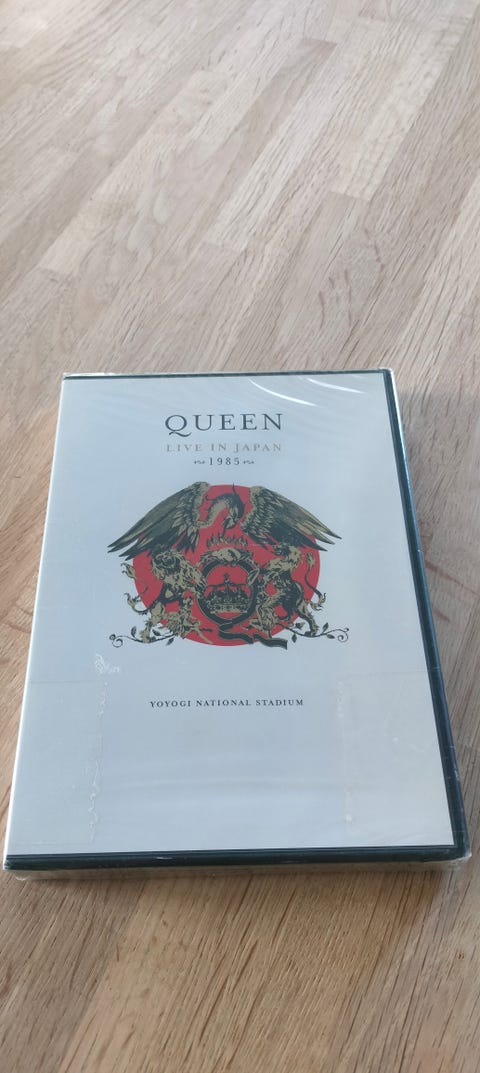 QUEEN
LIVE IN JAPAN
1985
YOYOGI NATIONAL STADIUM